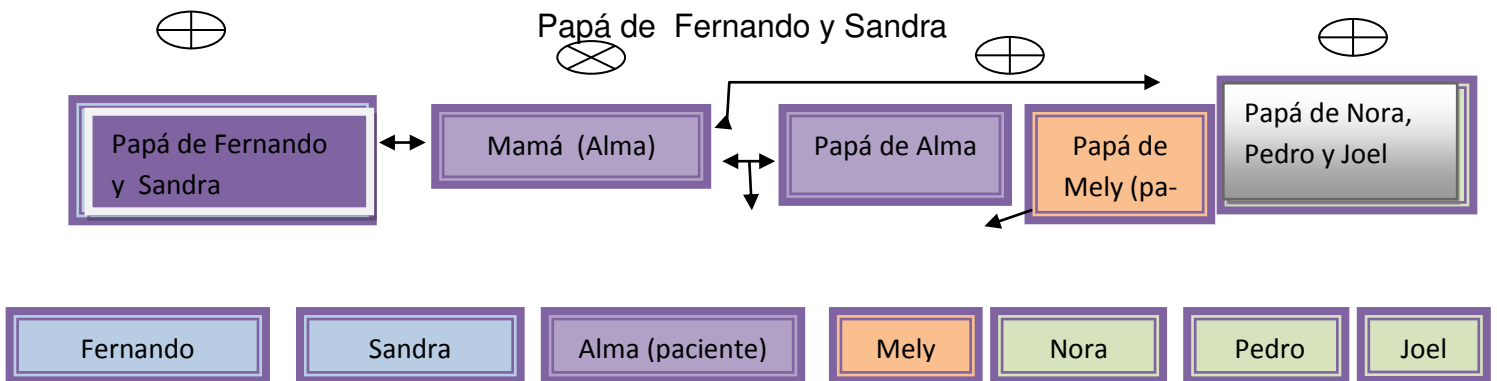 Papá de Fernando y Sandra
Papá de Fernando
y Sandra
Mamá (Alma)
Papá de Alma
Papá de
Mely (pa-
Papá de Nora,
Pedro y Joel
Fernando
Sandra
Alma (paciente)
Mely
Nora
Pedro
Joel